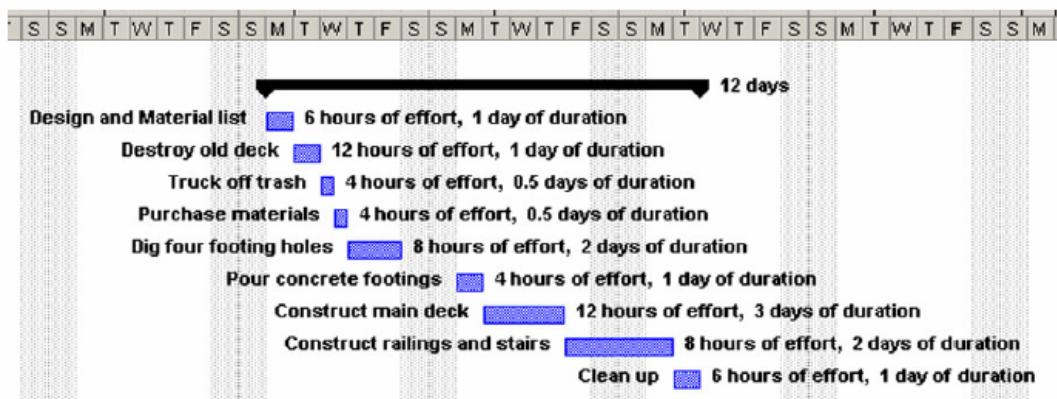 S S M T W T F S S M T W T F S S M T W T F S S M T W T F S S M T W T F S S M
12 days
Design and Material list 6 hours of effort, 1 day of duration
Destroy old deck 12 hours of effort, 1 day of duration
Truck off trash 4 hours of effort, 0.5 days of duration
Purchase materials 4 hours of effort, 0.5 days of duration
Dig four footing holes 8 hours of effort, 2 days of duration
Pour concrete footings 4 hours of effort, 1 day of duration
Construct main deck 12 hours of effort, 3 days of duration
Construct railings and stairs 8 hours of effort, 2 days of duration
Clean up 6 hours of effort, 1 day of duration